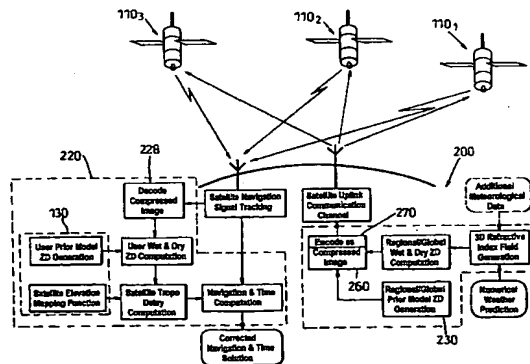 110₃
110₂
110₁
220
228
200
Decode
Compressed
Image
Satellite Navigation
Signal Tracking
Satellite Uplink
Communication
Channel
Additional
Meteorological
Data
130
270
User Prior Model
ZD Generation
User Wet & Dry
ZD Computation
Encode as
Compressed
Image
Regional/Global
Wet & Dry ZD
Computation
3D Refractive
Index Field
Generation
Satellite Elevation
Mapping Function
Satellite Tropo
Delay Computation
Navigation & Time
Computation
260
Regional/Global
Prior Model ZD
Generation
Numerical
Weather
Prediction
230
Corrected
Navigation & Time
Solution